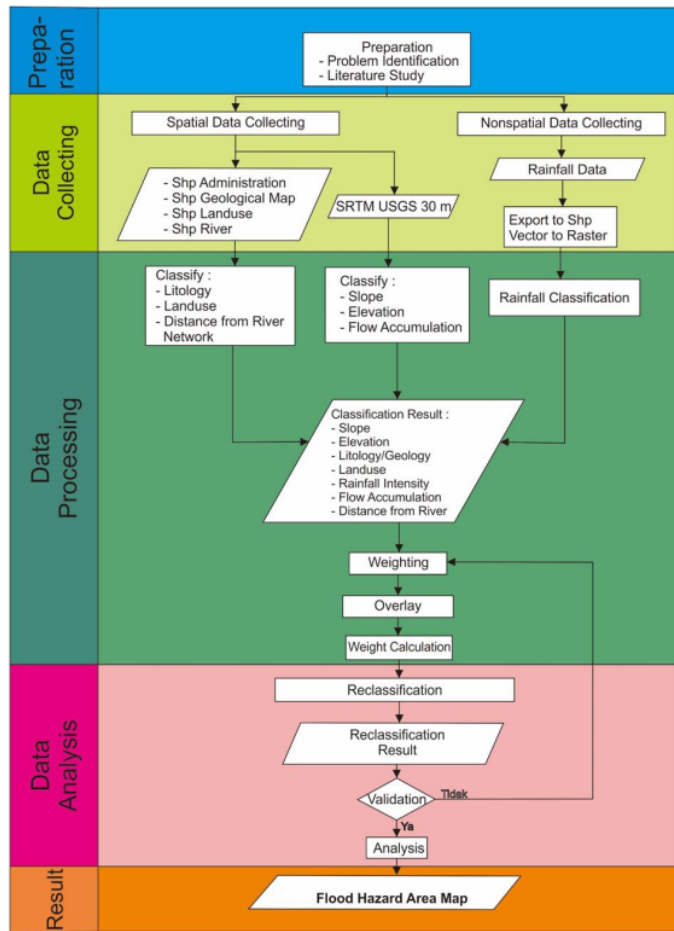 Prepa-
ration
Preparation
- Problem Identification
- Literature Study
Data
Collecting
Spatial Data Collecting
Nonspatial Data Collecting
- Shp Administration
- Shp Geological Map
- Shp Landuse
- Shp River
SRTM USGS 30 m
Rainfall Data
Export to Shp
Vector to Raster
Data
Processing
Classify :
- Litology
- Landuse
- Distance from River
Network
Classify :
- Slope
- Elevation
- Flow Accumulation
Rainfall Classification
Classification Result :
- Slope
- Elevation
- Litology/Geology
- Landuse
- Rainfall Intensity
- Flow Accumulation
- Distance from River
Weighting
Overlay
Weight Calculation
Data
Analysis
Reclassification
Reclassification
Result
Validation
Tidak
Ya
Analysis
Result
Flood Hazard Area Map